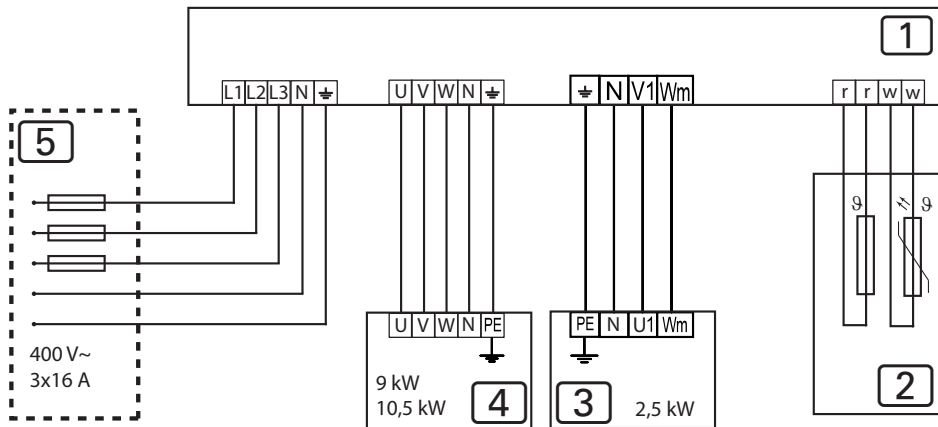 1
L1 L2 L3 N ⏚
U V W N ⏚
⏚ N V1 Wm
r r w w
5
400 V~
3x16 A
U V W N PE
9 kW
10,5 kW
4
PE N U1 Wm
3
2,5 kW
ϑ ϑ
2